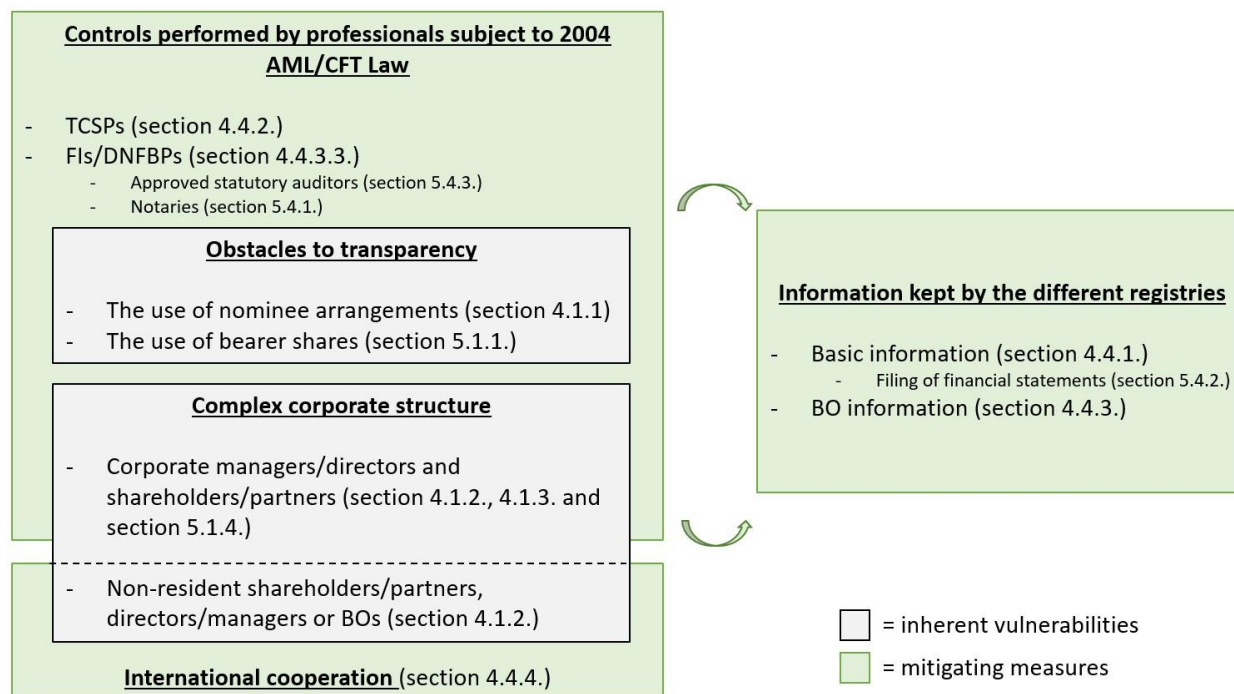 Controls performed by professionals subject to 2004
AML/CFT Law
- TCSPs (section 4.4.2.)
- FIs/DNFBPs (section 4.4.3.3.)
- Approved statutory auditors (section 5.4.3.)
- Notaries (section 5.4.1.)
Obstacles to transparency
- The use of nominee arrangements (section 4.1.1)
- The use of bearer shares (section 5.1.1.)
Complex corporate structure
- Corporate managers/directors and
shareholders/partners (section 4.1.2., 4.1.3. and
section 5.1.4.)
- Non-resident shareholders/partners,
directors/managers or BOs (section 4.1.2.)
International cooperation (section 4.4.4.)
Information kept by the different registries
- Basic information (section 4.4.1.)
- Filing of financial statements (section 5.4.2.)
- BO information (section 4.4.3.)
= inherent vulnerabilities
= mitigating measures